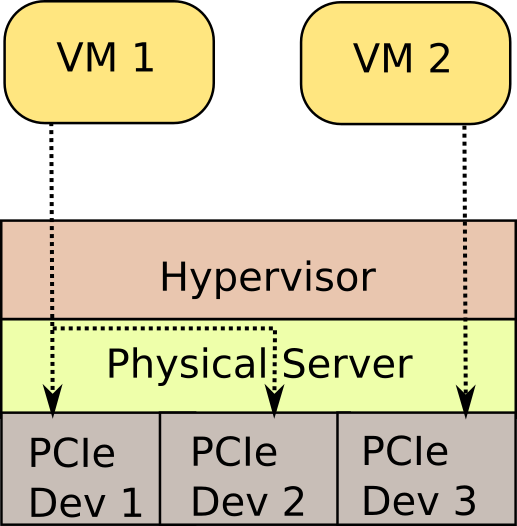 VM 1
VM 2
Hypervisor
Physical Server
PCIe
Dev 1
PCIe
Dev 2
PCIe
Dev 3